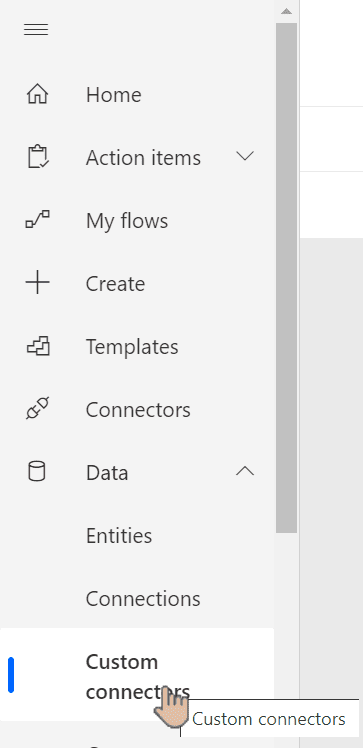 Home
Action items
My flows
Create
Templates
Connectors
Data
Entities
Connections
Custom
connectors
Custom connectors